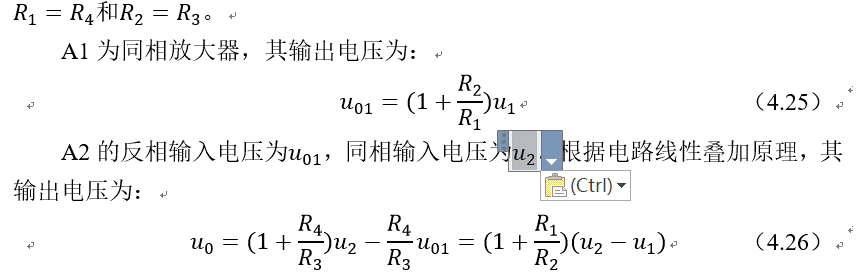 R₁ = R₄和R₂ = R₃。
A1 为同相放大器，其输出电压为：
u₀₁ = (1 + R₂/R₁)u₁ （4.25）
A2 的反相输入电压为u₀₁，同相输入电压为u₂ 根据电路线性叠加原理，其
输出电压为：
(Ctrl)
u₀ = (1 + R₄/R₃)u₂ − R₄/R₃ u₀₁ = (1 + R₁/R₂)(u₂ − u₁) （4.26）